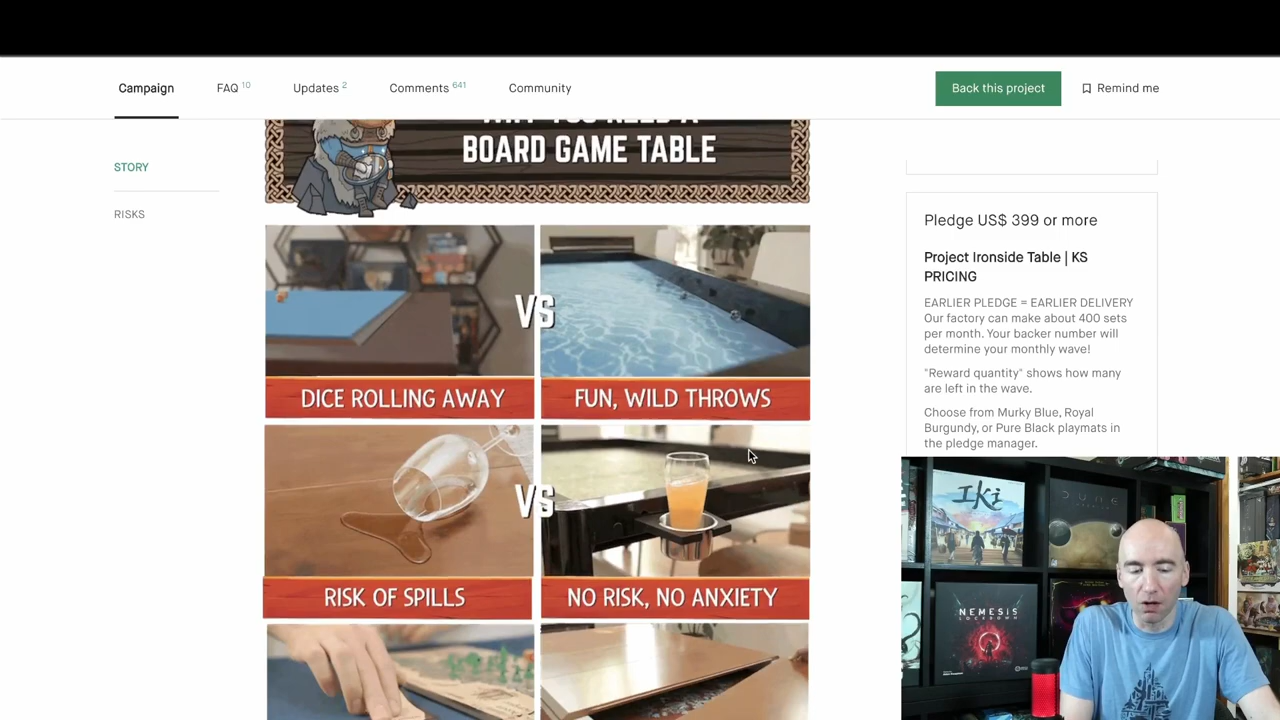 Campaign
FAQ 10
Updates 2
Comments 641
Community
Back this project
Remind me
STORY
RISKS
BOARD GAME TABLE
VS
DICE ROLLING AWAY
FUN, WILD THROWS
VS
RISK OF SPILLS
NO RISK, NO ANXIETY
Pledge US$ 399 or more
Project Ironside Table | KS
PRICING
EARLIER PLEDGE = EARLIER DELIVERY
Our factory can make about 400 sets
per month. Your backer number will
determine your monthly wave!
"Reward quantity" shows how many
are left in the wave.
Choose from Murky Blue, Royal
Burgundy, or Pure Black playmats in
the pledge manager.
IKI
DUNE
NEMESIS
LOCKDOWN